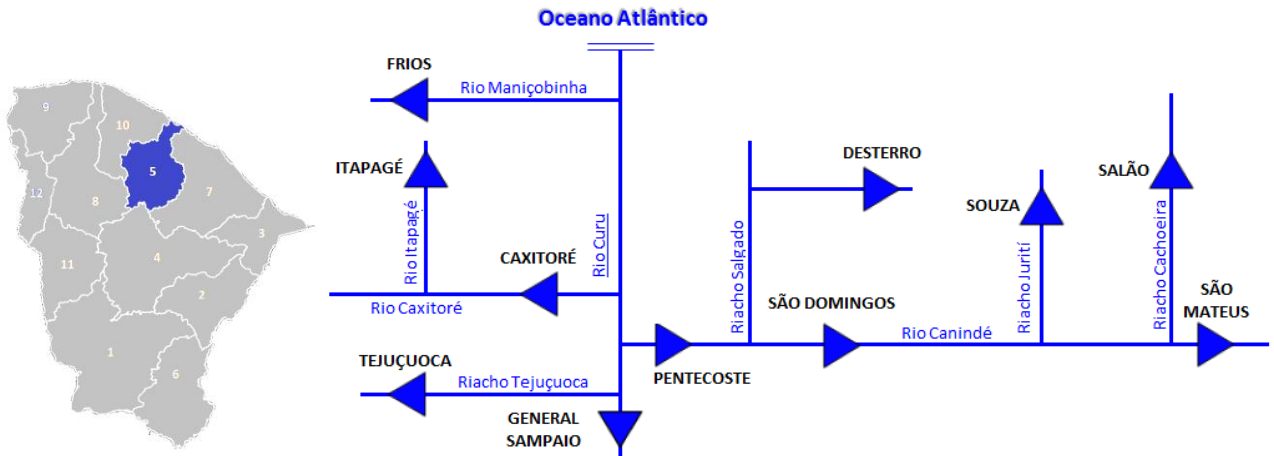 Oceano Atlântico
FRIOS
Rio Maniçobinha
ITAPAGÉ
Rio Itapagé
CAXITORÉ
Rio Curu
Rio Caxitoré
TEJUÇUOCA
Riacho Tejuçuoca
GENERAL
SAMPAIO
PENTECOSTE
Riacho Salgado
DESTERRO
SÃO DOMINGOS
Rio Canindé
SOUZA
Riacho Jurití
SALÃO
Riacho Cachoeira
SÃO
MATEUS
9
10
5
12
8
7
3
4
11
2
1
6